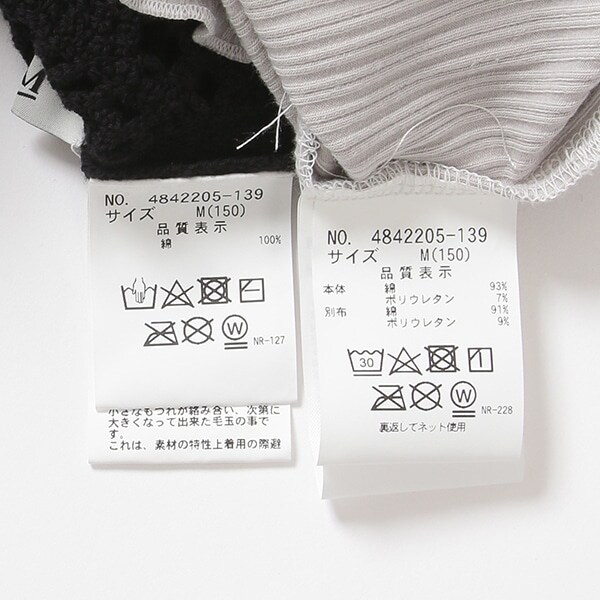 M
NO. 4842205-139
サイズ M(150)
品質表示
綿 100%
W
NR-127
小さなもつれが絡み合い、次第に
大きくなって出来た毛玉の事で
す。
これは、素材の特性上着用の際避
NO. 4842205-139
サイズ M(150)
品質表示
本体 綿 93%
ポリウレタン 7%
別布 綿 91%
ポリウレタン 9%
30
W
NR-228
裏返してネット使用